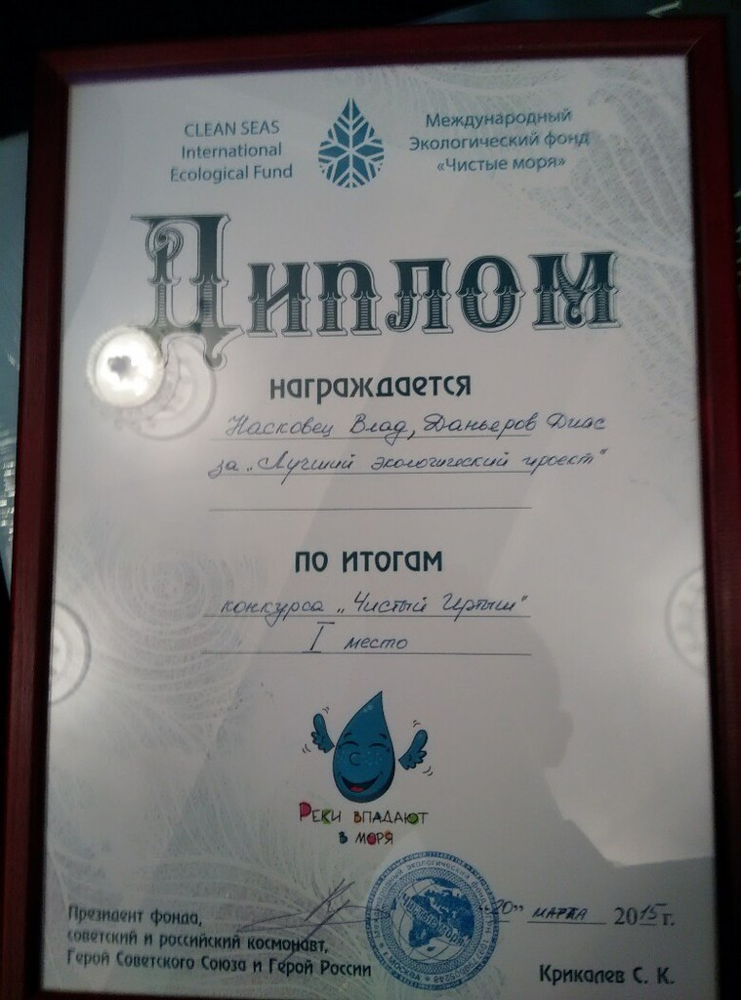 CLEAN SEAS
International
Ecological Fund
Международный
Экологический фонд
«Чистые моря»
Диплом
награждается
Насковец Влад, Даньеров Диас
за „Лучший экологический проект"
по итогам
конкурса „Чистый Иртыш"
I место
Реки впадают
в моря
Президент фонда,
советский и российский космонавт,
Герой Советского Союза и Герой России
«20» марта 2015г.
Крикалев С. К.